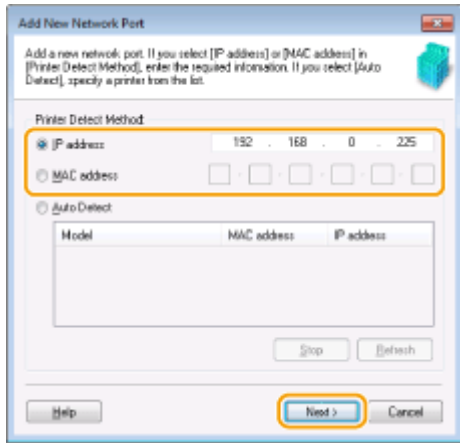 Add New Network Port
Add a new network port. If you select [IP address] or [MAC address] in
[Printer Detect Method], enter the required information. If you select [Auto
Detect], specify a printer from the list.
Printer Detect Method
IP address 192 . 168 . 0 . 225
MAC address - - - - -
Auto Detect
Model MAC address IP address
Stop Refresh
Help Next > Cancel